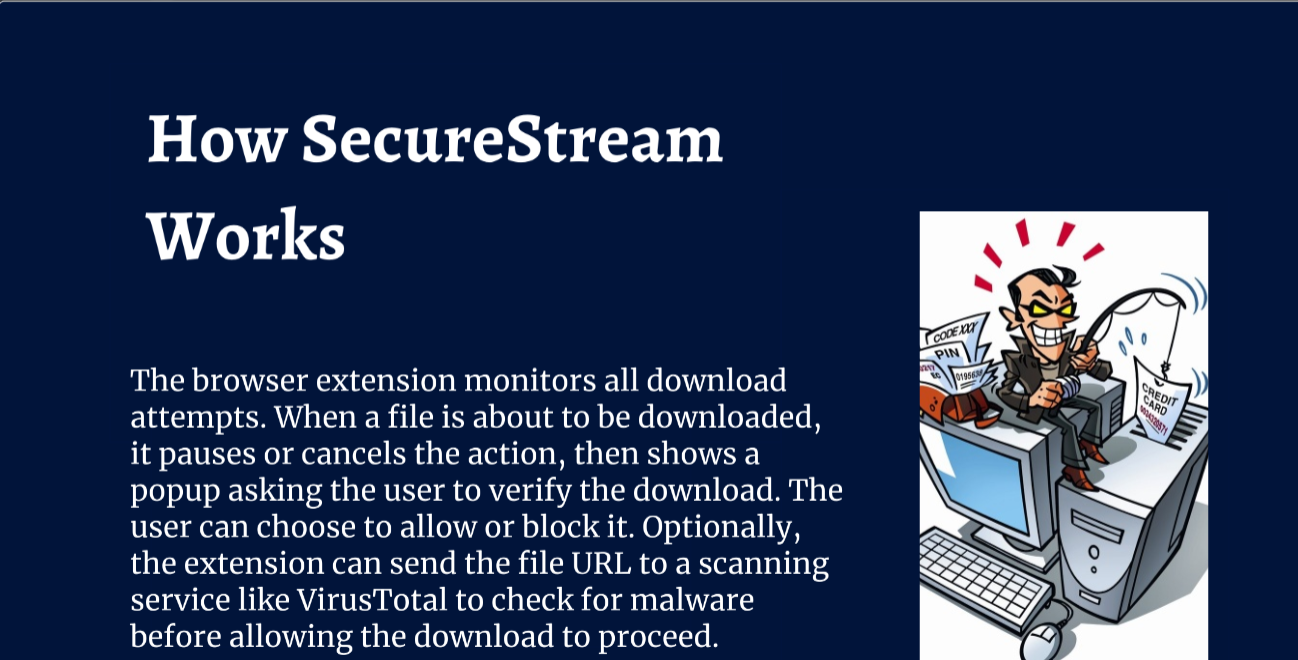 How SecureStream
Works
The browser extension monitors all download
attempts. When a file is about to be downloaded,
it pauses or cancels the action, then shows a
popup asking the user to verify the download. The
user can choose to allow or block it. Optionally,
the extension can send the file URL to a scanning
service like VirusTotal to check for malware
before allowing the download to proceed.
CODE XXX
PIN
CREDIT
CARD